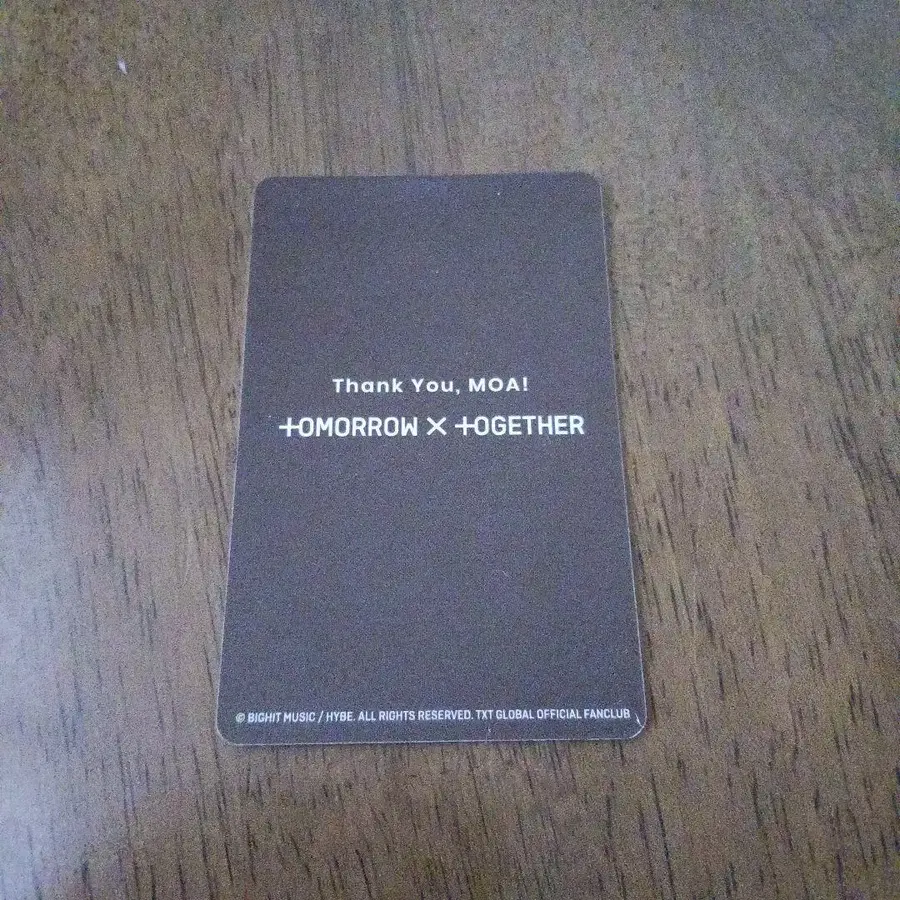 Thank You, MOA!
TOMORROW X TOGETHER
© BIGHIT MUSIC / HYBE. ALL RIGHTS RESERVED. TXT GLOBAL OFFICIAL FANCLUB